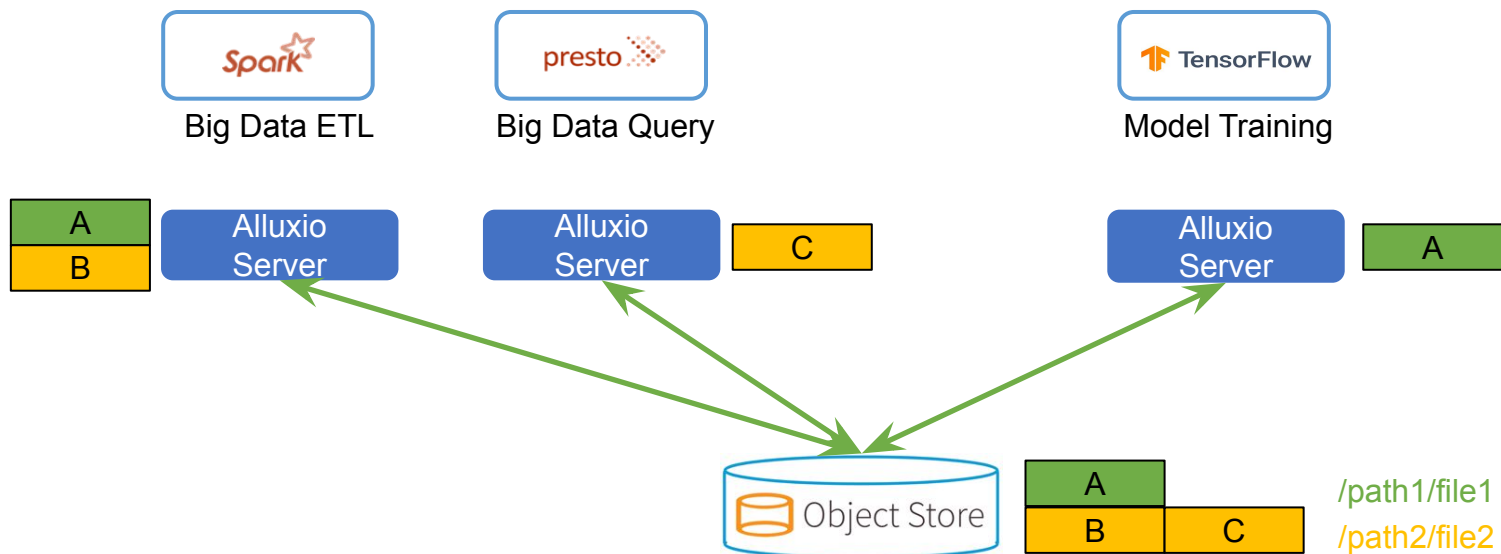 Spark
presto
TensorFlow
Big Data ETL
Big Data Query
Model Training
A
B
Alluxio
Server
Alluxio
Server
C
Alluxio
Server
A
Object Store
A
B
C
/path1/file1
/path2/file2